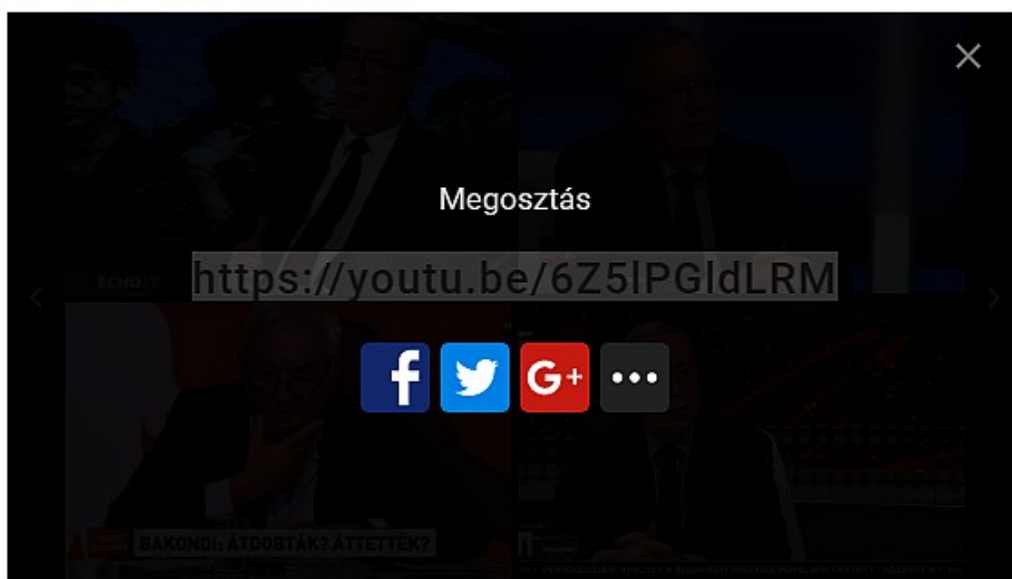 Megosztás
ECHO TV
https://youtu.be/6Z5lPGldLRM
BAKONDI: ÁTDOBTÁK? ÁTTETTÉK?